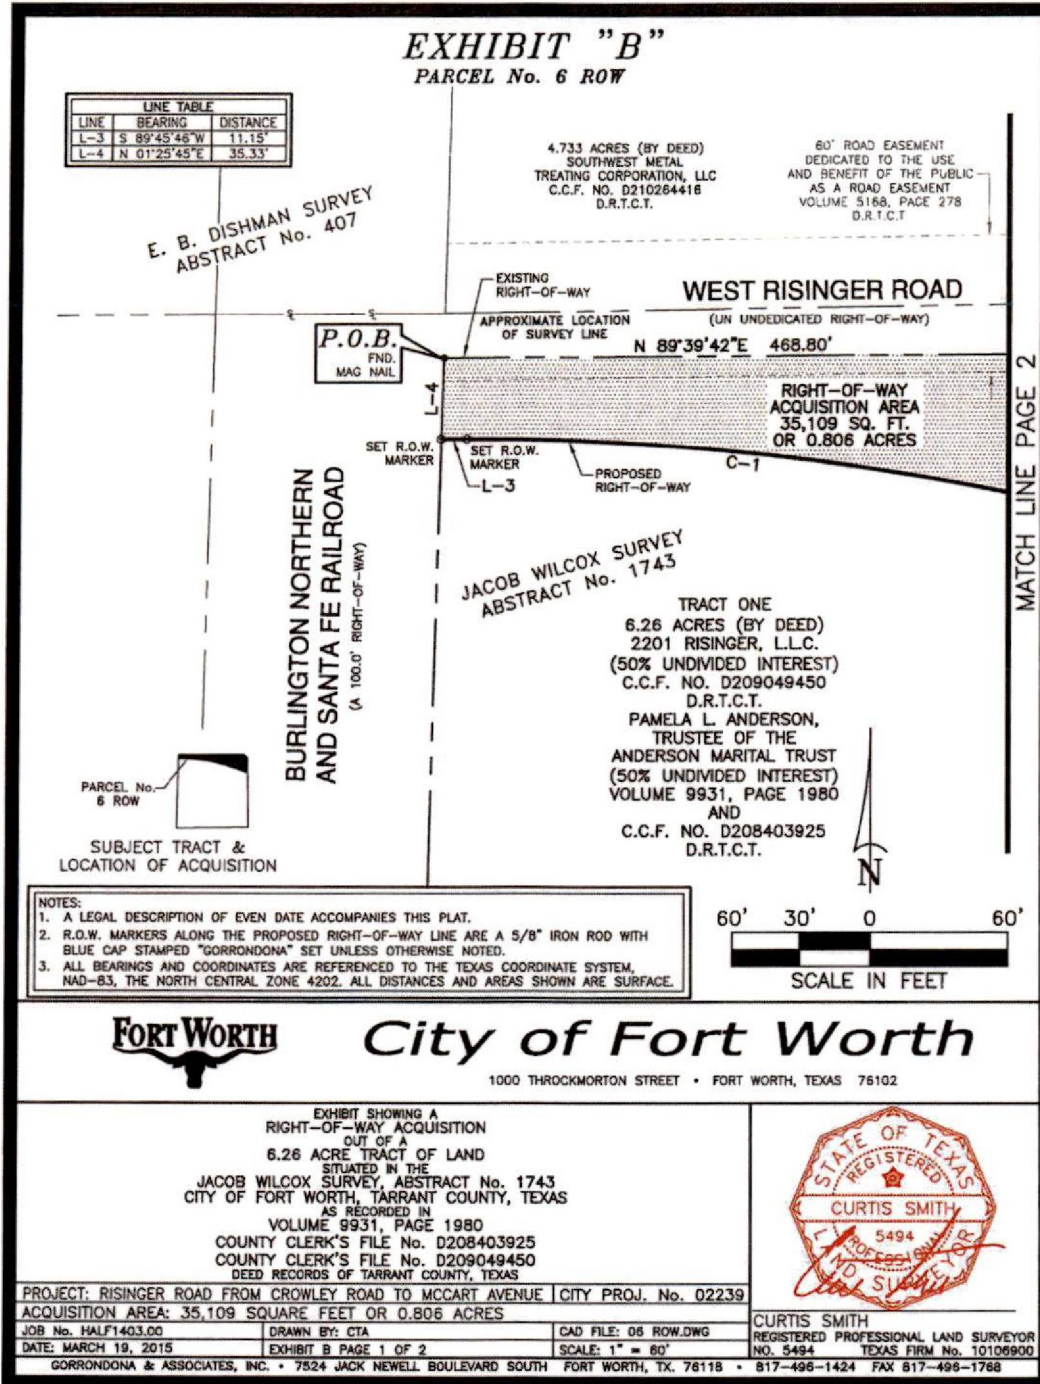 EXHIBIT "B"
PARCEL No. 6 ROW
LINE TABLE
LINE BEARING DISTANCE
L-3 S 89°45'46"W 11.15'
L-4 N 01°25'45"E 35.33'
4.733 ACRES (BY DEED)
SOUTHWEST METAL
TREATING CORPORATION, LLC
C.C.F. NO. D210264416
D.R.T.C.T.
60' ROAD EASEMENT
DEDICATED TO THE USE
AND BENEFIT OF THE PUBLIC
AS A ROAD EASEMENT
VOLUME 5168, PAGE 278
D.R.T.C.T
E. B. DISHMAN SURVEY
ABSTRACT No. 407
EXISTING
RIGHT-OF-WAY
WEST RISINGER ROAD
(UN UNDEDICATED RIGHT-OF-WAY)
APPROXIMATE LOCATION
OF SURVEY LINE
N 89°39'42"E 468.80'
P.O.B.
FND.
MAG NAIL
L-4
RIGHT-OF-WAY
ACQUISITION AREA
35,109 SQ. FT.
OR 0.806 ACRES
MATCH LINE PAGE 2
SET R.O.W.
MARKER
SET R.O.W.
MARKER
L-3
PROPOSED
RIGHT-OF-WAY
C-1
BURLINGTON NORTHERN
AND SANTA FE RAILROAD
(A 100.0' RIGHT-OF-WAY)
JACOB WILCOX SURVEY
ABSTRACT No. 1743
TRACT ONE
6.26 ACRES (BY DEED)
2201 RISINGER, L.L.C.
(50% UNDIVIDED INTEREST)
C.C.F. NO. D209049450
D.R.T.C.T.
PAMELA L. ANDERSON,
TRUSTEE OF THE
ANDERSON MARITAL TRUST
(50% UNDIVIDED INTEREST)
VOLUME 9931, PAGE 1980
AND
C.C.F. NO. D208403925
D.R.T.C.T.
PARCEL No.
6 ROW
SUBJECT TRACT &
LOCATION OF ACQUISITION
N
NOTES:
1. A LEGAL DESCRIPTION OF EVEN DATE ACCOMPANIES THIS PLAT.
2. R.O.W. MARKERS ALONG THE PROPOSED RIGHT-OF-WAY LINE ARE A 5/8" IRON ROD WITH
BLUE CAP STAMPED "GORRONDONA" SET UNLESS OTHERWISE NOTED.
3. ALL BEARINGS AND COORDINATES ARE REFERENCED TO THE TEXAS COORDINATE SYSTEM,
NAD-83, THE NORTH CENTRAL ZONE 4202. ALL DISTANCES AND AREAS SHOWN ARE SURFACE.
60' 30' 0 60'
SCALE IN FEET
FORT WORTH
City of Fort Worth
1000 THROCKMORTON STREET • FORT WORTH, TEXAS 76102
EXHIBIT SHOWING A
RIGHT-OF-WAY ACQUISITION
OUT OF A
6.26 ACRE TRACT OF LAND
SITUATED IN THE
JACOB WILCOX SURVEY, ABSTRACT No. 1743
CITY OF FORT WORTH, TARRANT COUNTY, TEXAS
AS RECORDED IN
VOLUME 9931, PAGE 1980
COUNTY CLERK'S FILE No. D208403925
COUNTY CLERK'S FILE No. D209049450
DEED RECORDS OF TARRANT COUNTY, TEXAS
STATE OF TEXAS
REGISTERED
CURTIS SMITH
5494
PROFESSIONAL
LAND SURVEYOR
PROJECT: RISINGER ROAD FROM CROWLEY ROAD TO MCCART AVENUE CITY PROJ. No. 02239
ACQUISITION AREA: 35,109 SQUARE FEET OR 0.806 ACRES
JOB No. HALF1403.00 DRAWN BY: CTA CAD FILE: 06 ROW.DWG
DATE: MARCH 19, 2015 EXHIBIT B PAGE 1 OF 2 SCALE: 1" = 60'
CURTIS SMITH
REGISTERED PROFESSIONAL LAND SURVEYOR
NO. 5494 TEXAS FIRM No. 10106900
GORRONDONA & ASSOCIATES, INC. • 7524 JACK NEWELL BOULEVARD SOUTH FORT WORTH, TX. 76118 • 817-496-1424 FAX 817-496-1768